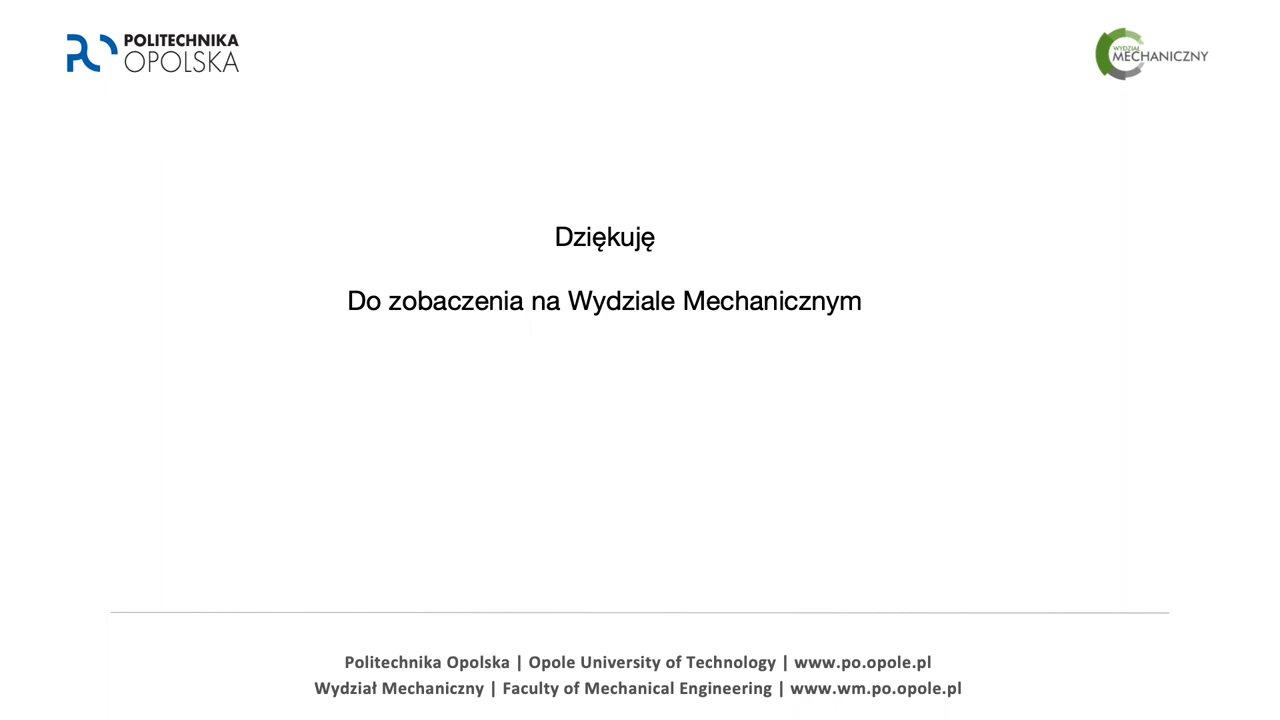 POLITECHNIKA
OPOLSKA
WYDZIAŁ
MECHANICZNY
Dziękuję
Do zobaczenia na Wydziale Mechanicznym
Politechnika Opolska | Opole University of Technology | www.po.opole.pl
Wydział Mechaniczny | Faculty of Mechanical Engineering | www.wm.po.opole.pl